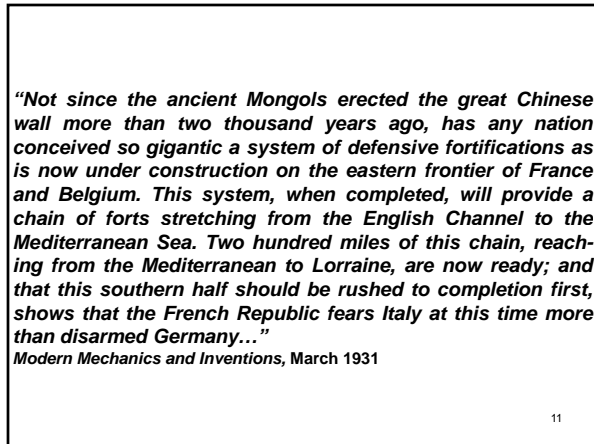 “Not since the ancient Mongols erected the great Chinese
wall more than two thousand years ago, has any nation
conceived so gigantic a system of defensive fortifications as
is now under construction on the eastern frontier of France
and Belgium. This system, when completed, will provide a
chain of forts stretching from the English Channel to the
Mediterranean Sea. Two hundred miles of this chain, reach-
ing from the Mediterranean to Lorraine, are now ready; and
that this southern half should be rushed to completion first,
shows that the French Republic fears Italy at this time more
than disarmed Germany…”
Modern Mechanics and Inventions, March 1931
11